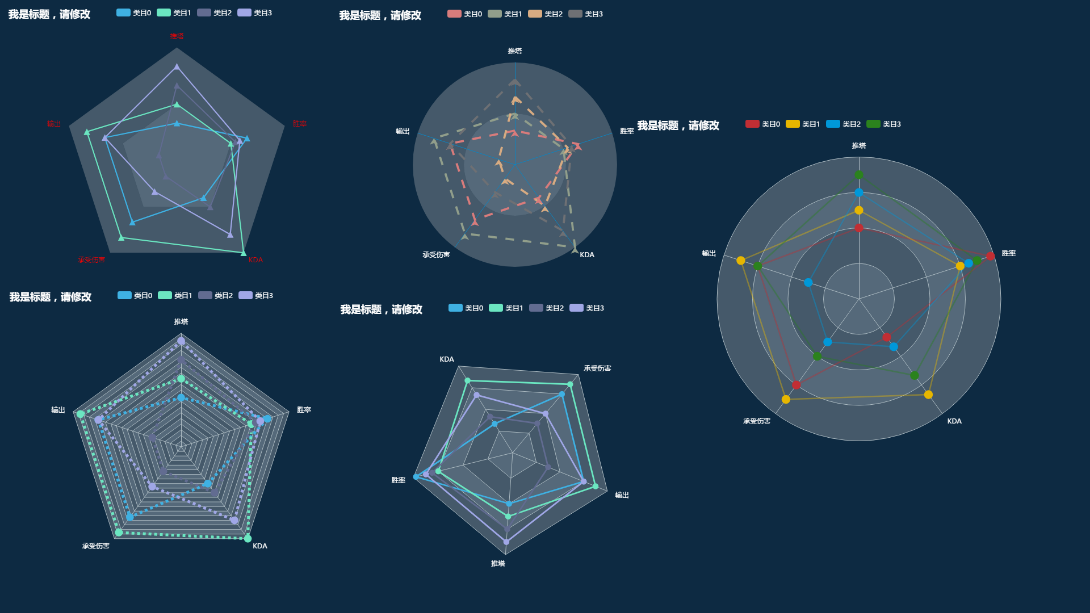 我是标题，请修改
类目0 类目1 类目2 类目3
推塔
胜率
KDA
承受伤害
输出
我是标题，请修改
类目0 类目1 类目2 类目3
推塔
胜率
KDA
承受伤害
输出
我是标题，请修改
类目0 类目1 类目2 类目3
推塔
胜率
KDA
承受伤害
输出
我是标题，请修改
类目0 类目1 类目2 类目3
推塔
胜率
KDA
承受伤害
输出
我是标题，请修改
类目0 类目1 类目2 类目3
KDA
承受伤害
输出
推塔
胜率